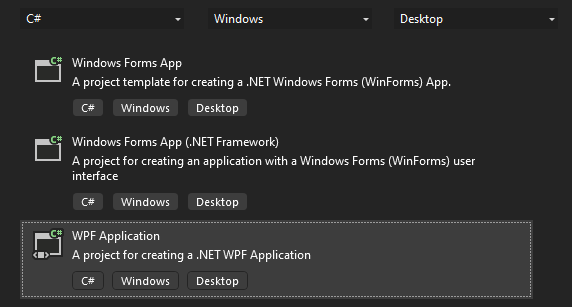 C# Windows Desktop
C#
Windows Forms App
A project template for creating a .NET Windows Forms (WinForms) App.
C# Windows Desktop
C#
Windows Forms App (.NET Framework)
A project for creating an application with a Windows Forms (WinForms) user
interface
C# Windows Desktop
C#
WPF Application
A project for creating a .NET WPF Application
C# Windows Desktop